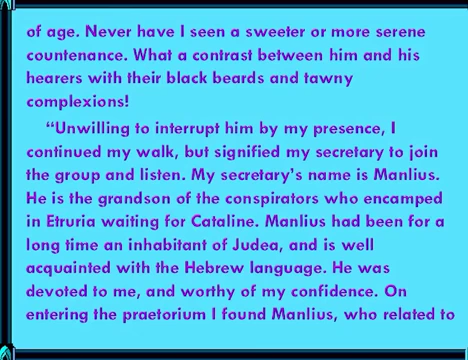 of age. Never have I seen a sweeter or more serene
countenance. What a contrast between him and his
hearers with their black beards and tawny
complexions!
“Unwilling to interrupt him by my presence, I
continued my walk, but signified my secretary to join
the group and listen. My secretary’s name is Manlius.
He is the grandson of the conspirators who encamped
in Etruria waiting for Cataline. Manlius had been for a
long time an inhabitant of Judea, and is well
acquainted with the Hebrew language. He was
devoted to me, and worthy of my confidence. On
entering the praetorium I found Manlius, who related to